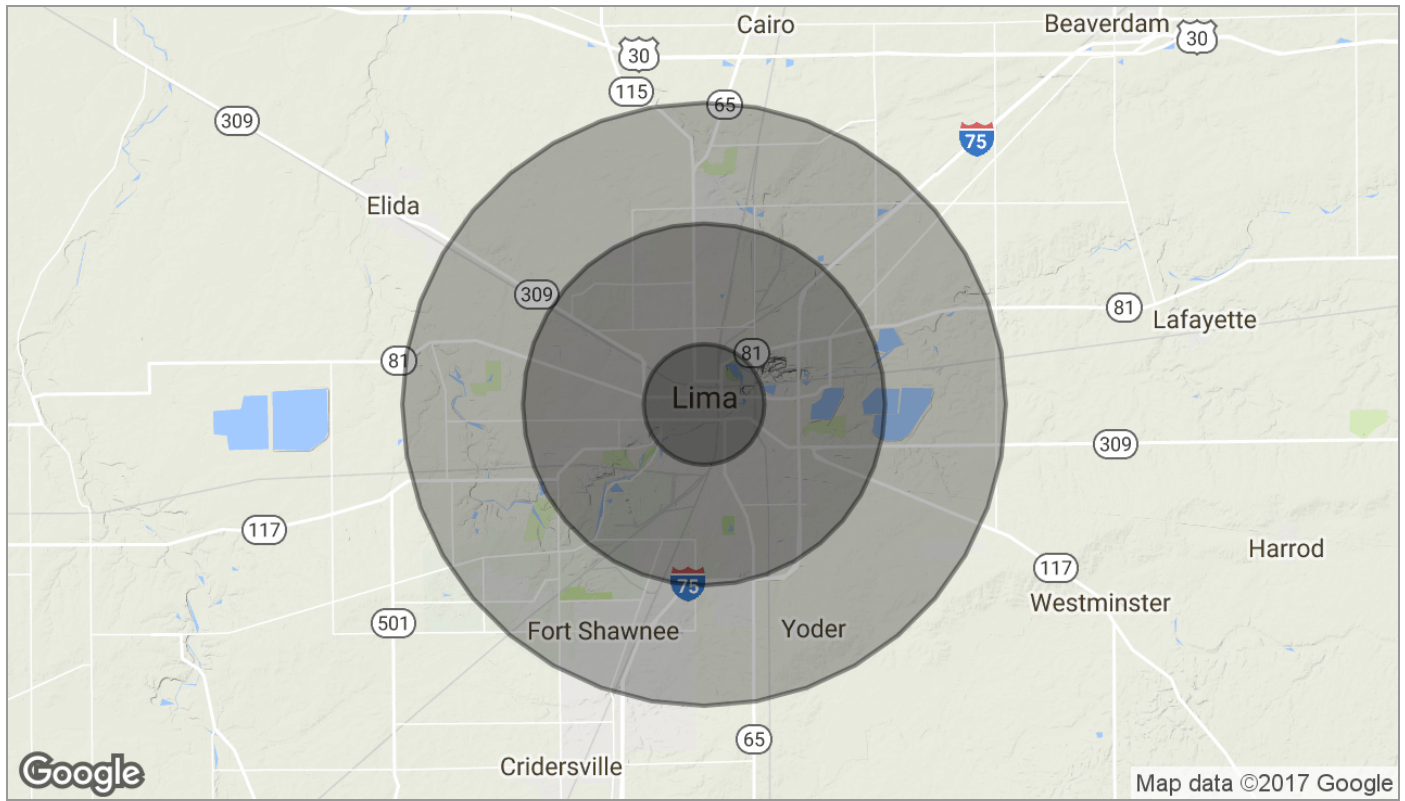 Cairo
Beaverdam
30
30
115
65
309
75
Elida
309
81
Lafayette
81
81
Lima
309
117
Harrod
117
75
Westminster
501
Fort Shawnee
Yoder
65
Cridersville
Google
Map data ©2017 Google